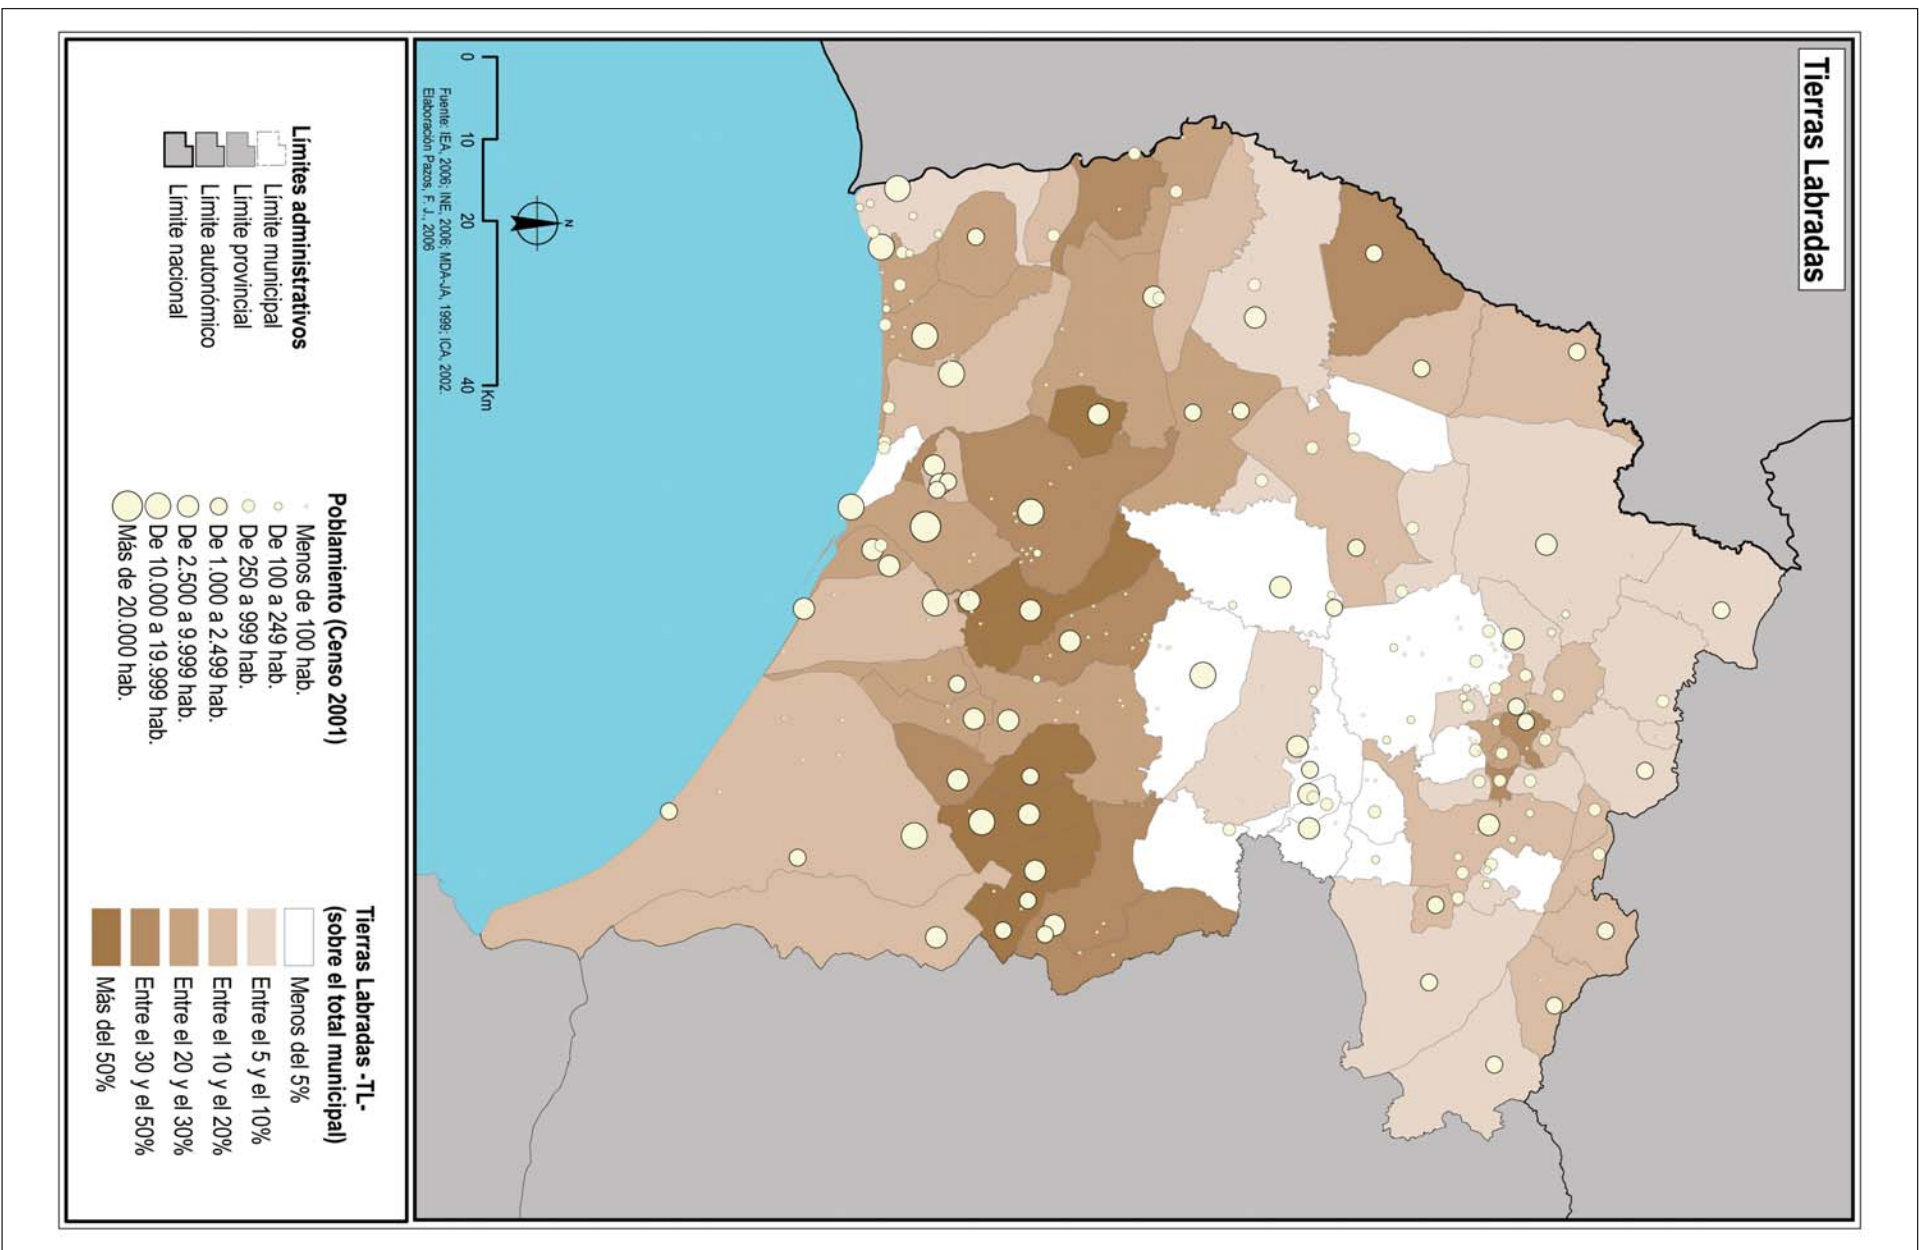 Tierras Labradas
N
0 10 20 40 Km
Fuente: IEA, 2006; INE, 2006; MDA-JA, 1999; ICA, 2002.
Elaboración Pazos, F. J., 2006
Límites administrativos
Límite municipal
Límite provincial
Límite autonómico
Límite nacional
Poblamiento (Censo 2001)
Menos de 100 hab.
De 100 a 249 hab.
De 250 a 999 hab.
De 1.000 a 2.499 hab.
De 2.500 a 9.999 hab.
De 10.000 a 19.999 hab.
Más de 20.000 hab.
Tierras Labradas -TL-
(sobre el total municipal)
Menos del 5%
Entre el 5 y el 10%
Entre el 10 y el 20%
Entre el 20 y el 30%
Entre el 30 y el 50%
Más del 50%